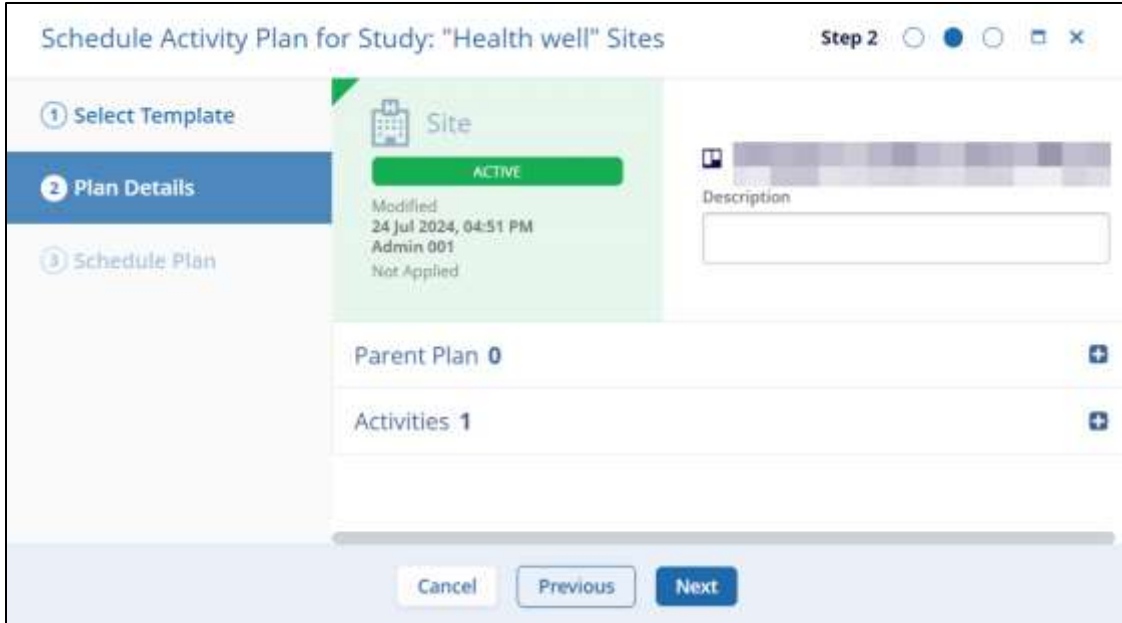 Schedule Activity Plan for Study: "Health well" Sites
Step 2
1 Select Template
2 Plan Details
3 Schedule Plan
Site
ACTIVE
Modified
24 Jul 2024, 04:51 PM
Admin 001
Not Applied
Description
Parent Plan 0
Activities 1
Cancel
Previous
Next